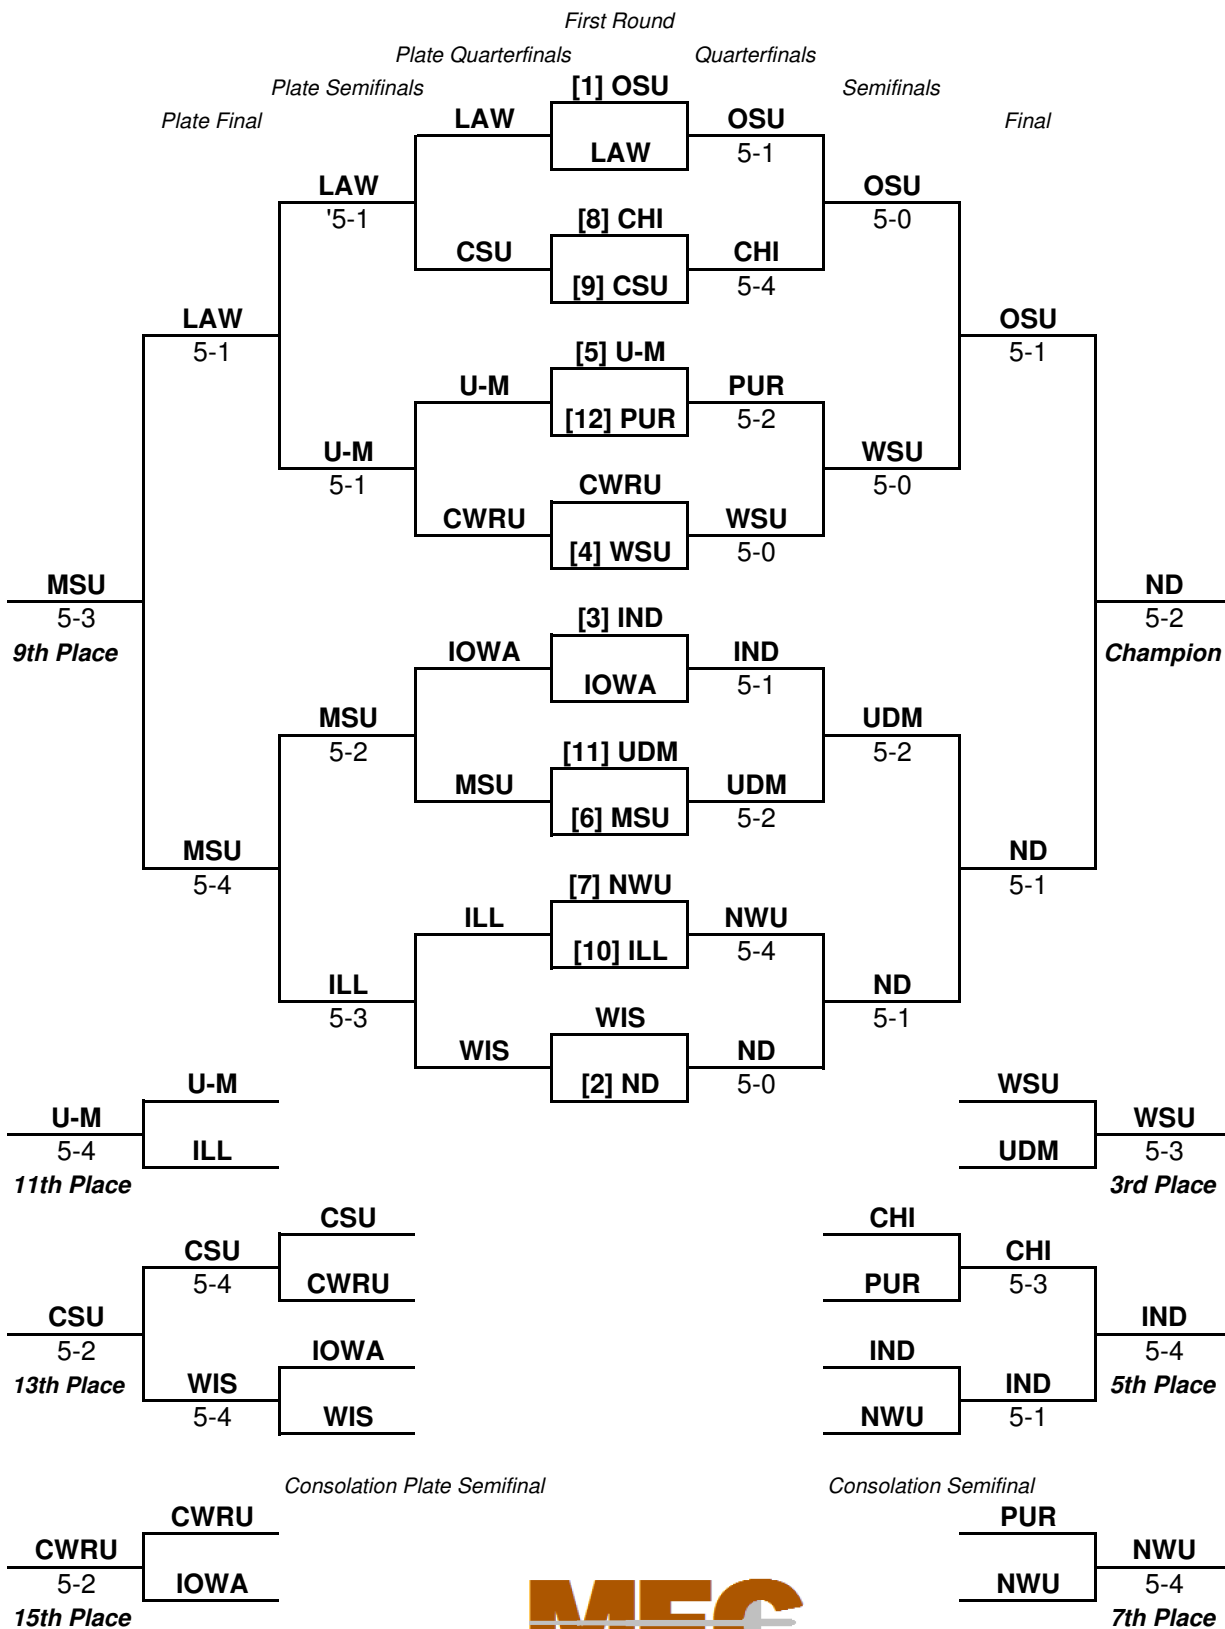 First Round
Plate Quarterfinals Quarterfinals
Plate Semifinals [1] OSU Semifinals
Plate Final LAW OSU Final
LAW 5-1
LAW OSU
'5-1 [8] CHI 5-0
CSU CHI
[9] CSU 5-4
LAW OSU
5-1 [5] U-M 5-1
U-M PUR
[12] PUR 5-2
U-M WSU
5-1 CWRU 5-0
CWRU WSU
[4] WSU 5-0
MSU ND
5-3 [3] IND 5-2
9th Place IOWA IND Champion
IOWA 5-1
MSU UDM
5-2 [11] UDM 5-2
MSU UDM
[6] MSU 5-2
MSU ND
5-4 [7] NWU 5-1
ILL NWU
[10] ILL 5-4
ILL ND
5-3 WIS 5-1
WIS ND
U-M [2] ND 5-0 WSU
U-M WSU
5-4 ILL UDM 5-3
11th Place 3rd Place
CSU CHI
CSU CHI
5-4 CWRU PUR 5-3
CSU IND
5-2 IOWA IND 5-4
13th Place WIS IND 5th Place
5-4 WIS NWU 5-1
Consolation Plate Semifinal Consolation Semifinal
CWRU PUR
CWRU NWU
5-2 IOWA NWU 5-4
15th Place 7th Place
MEC